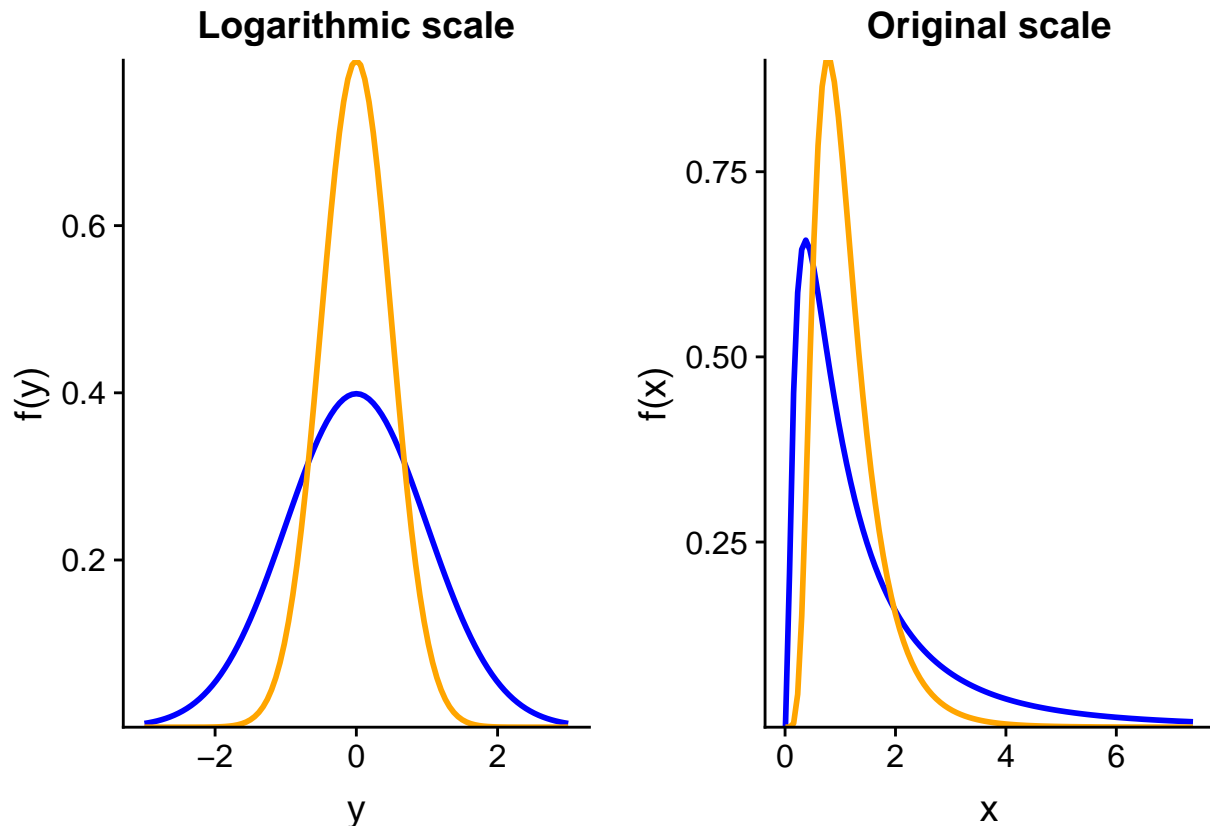 Logarithmic scale
f(y)
0.6
0.4
0.2
−2 0 2
y
Original scale
f(x)
0.75
0.50
0.25
0 2 4 6
x